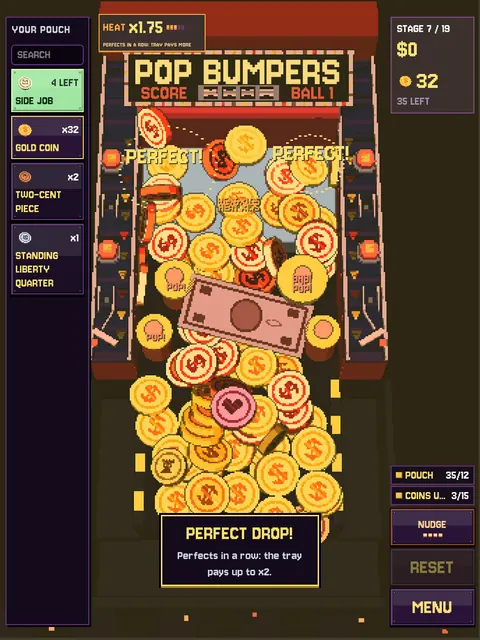 YOUR POUCH
SEARCH
4 LEFT
SIDE JOB
x32
GOLD COIN
x2
TWO-CENT
PIECE
x1
STANDING
LIBERTY
QUARTER
HEAT x1.75
PERFECTS IN A ROW: TRAY PAYS MORE
POP BUMPERS
SCORE
BALL 1
PERFECT!
PERFECT!
POP!
POP!
POP!
POP!
PERFECT DROP!
Perfects in a row: the tray
pays up to x2.
STAGE 7 / 19
$0
32
35 LEFT
POUCH 35/12
COINS U... 3/15
NUDGE
RESET
MENU